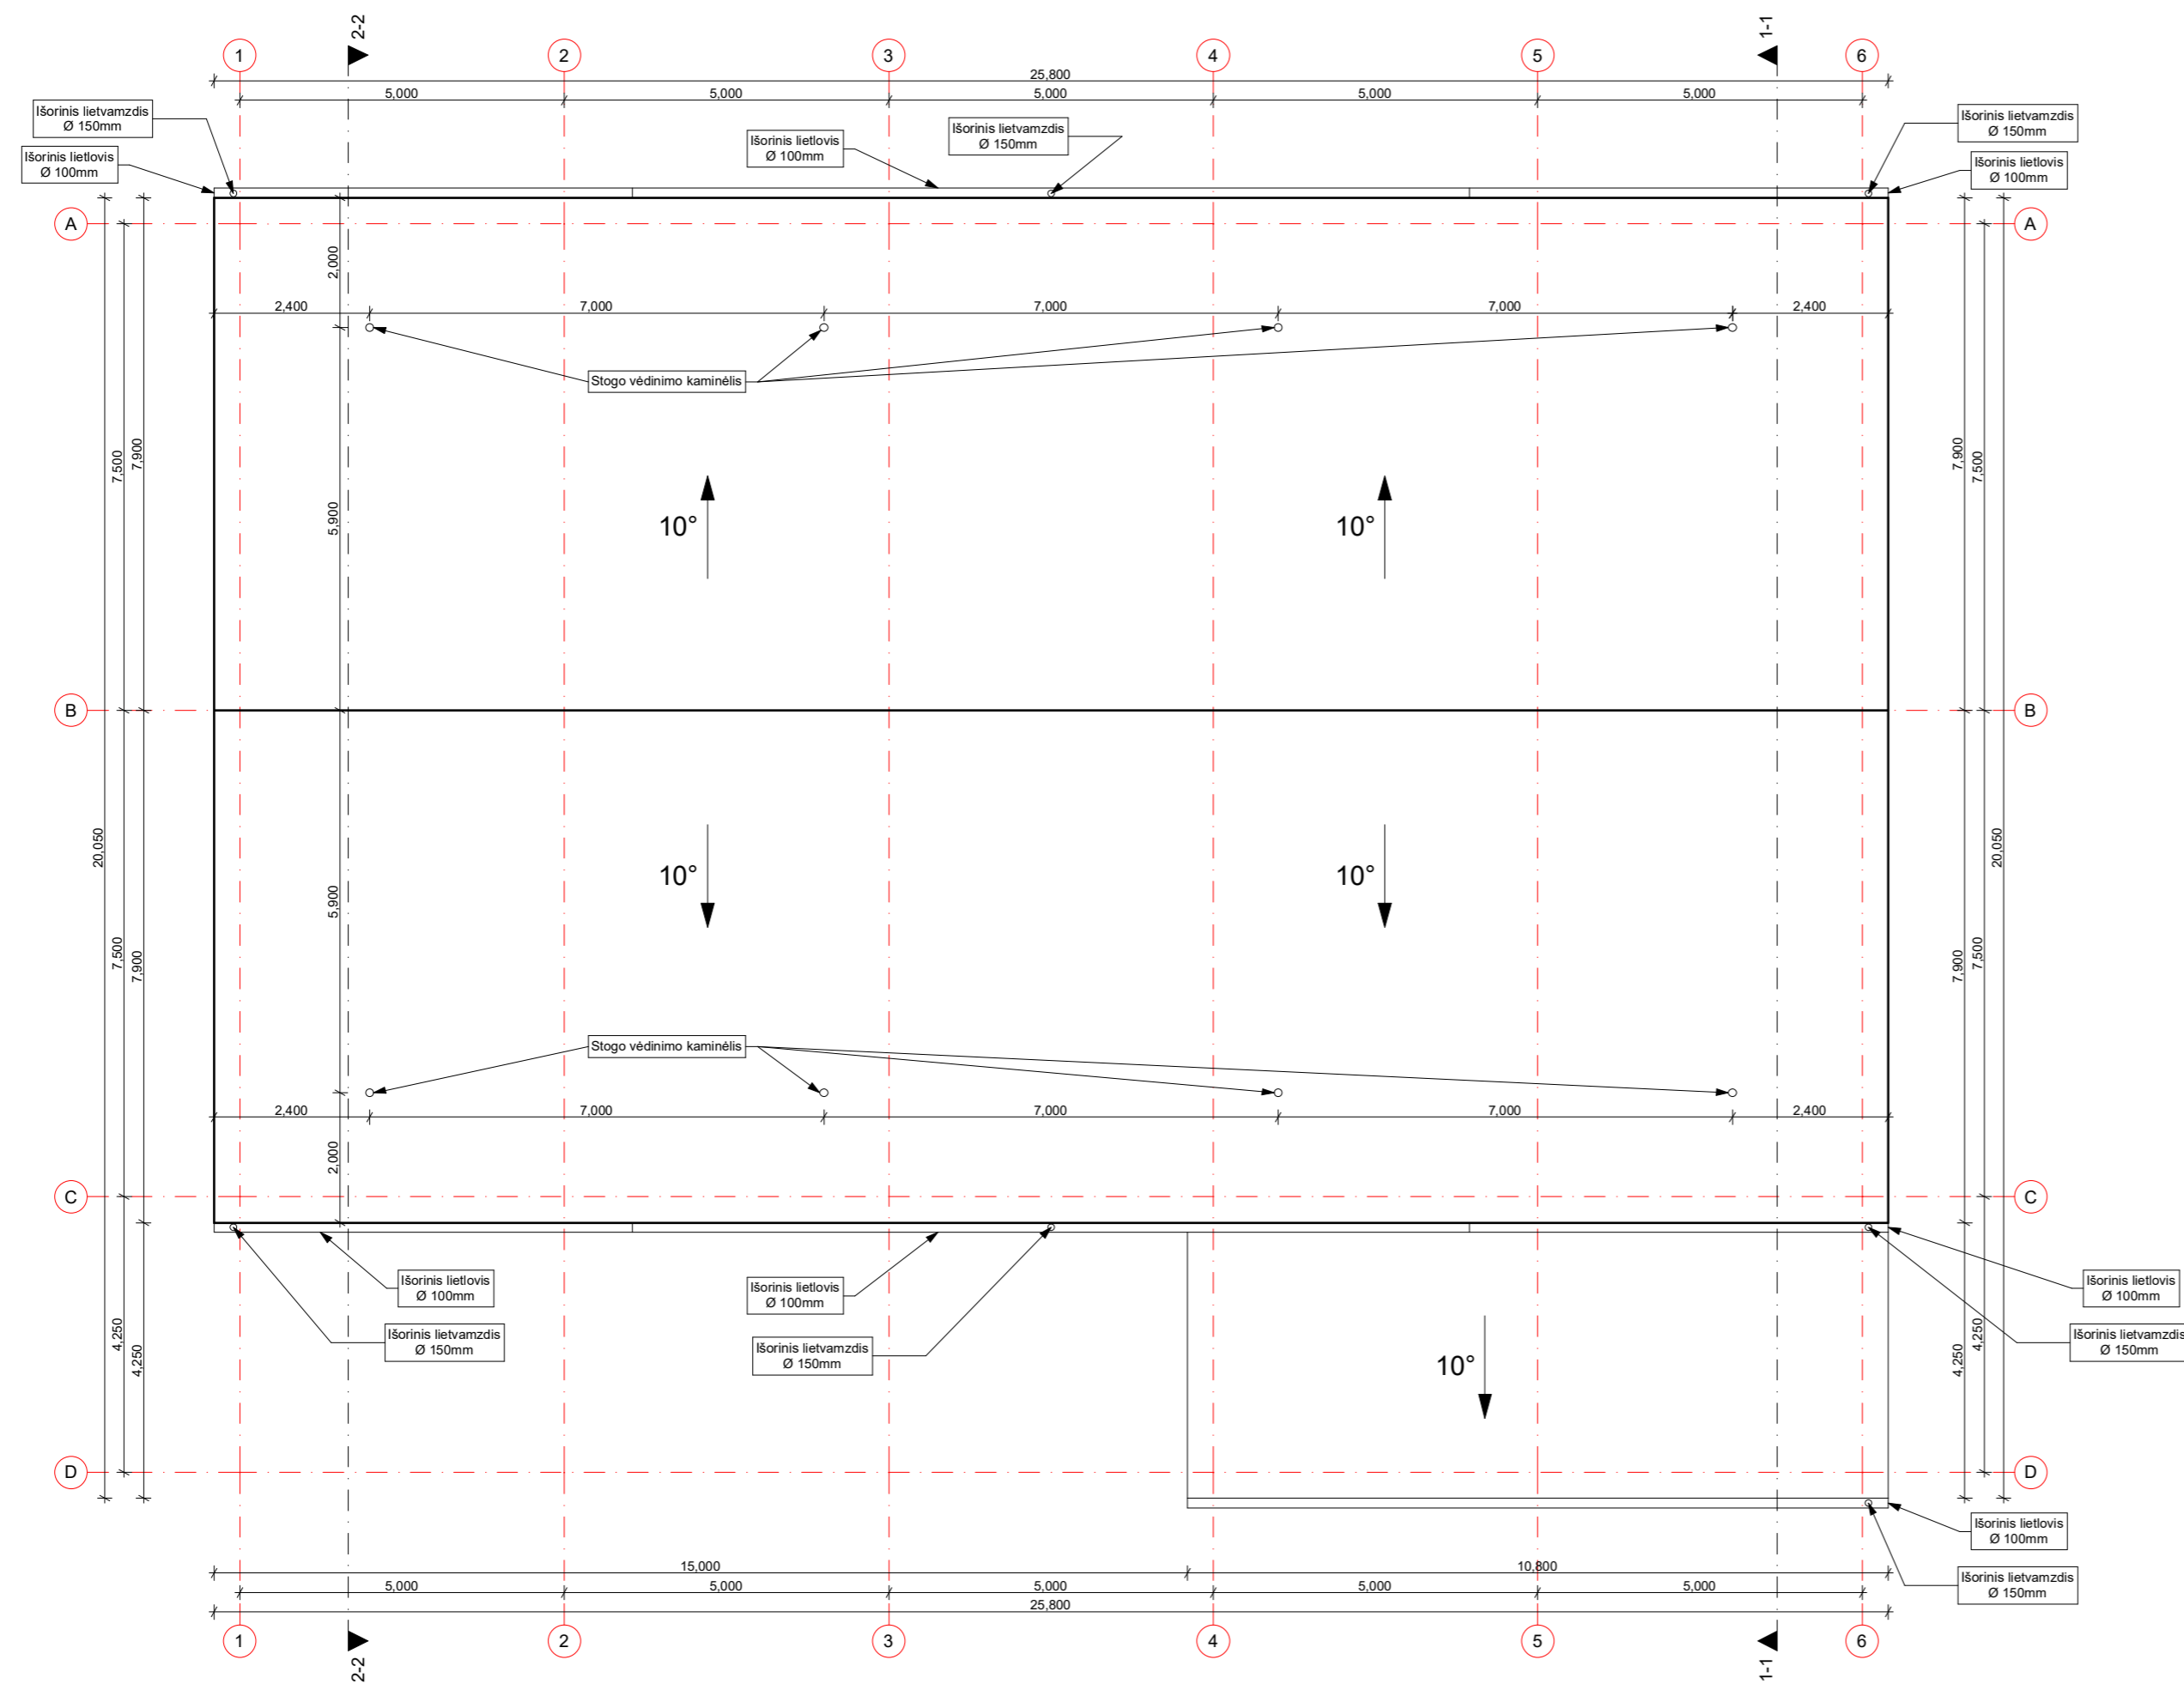 2-2
1-1
1
2
3
4
5
6
25,800
5,000
5,000
5,000
5,000
5,000
Išorinis lietvamzdis
Ø 150mm
Išorinis lietlovis
Ø 100mm
Išorinis lietlovis
Ø 100mm
Išorinis lietvamzdis
Ø 150mm
Išorinis lietvamzdis
Ø 150mm
Išorinis lietlovis
Ø 100mm
A
A
2,000
2,400
7,000
7,000
7,000
2,400
Stogo vėdinimo kaminėlis
7,500
7,900
5,900
10°
10°
7,900
7,500
B
B
20,050
7,500
7,900
5,900
10°
10°
7,900
7,500
20,050
Stogo vėdinimo kaminėlis
2,400
7,000
7,000
7,000
2,400
2,000
C
C
Išorinis lietlovis
Ø 100mm
Išorinis lietvamzdis
Ø 150mm
Išorinis lietlovis
Ø 100mm
Išorinis lietvamzdis
Ø 150mm
Išorinis lietlovis
Ø 100mm
Išorinis lietvamzdis
Ø 150mm
4,250
4,250
10°
4,250
4,250
D
D
Išorinis lietlovis
Ø 100mm
Išorinis lietvamzdis
Ø 150mm
15,000
10,800
5,000
5,000
5,000
5,000
5,000
25,800
1
2
3
4
5
6
2-2
1-1